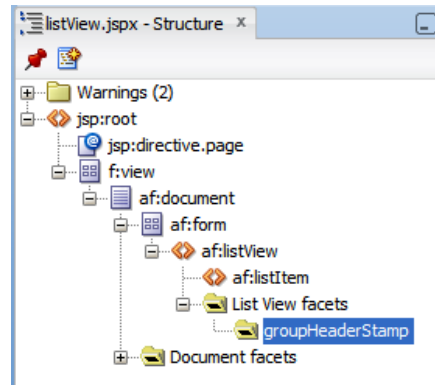 listView.jspx - Structure x
Warnings (2)
jsp:root
jsp:directive.page
f:view
af:document
af:form
af:listView
af:listItem
List View facets
groupHeaderStamp
Document facets